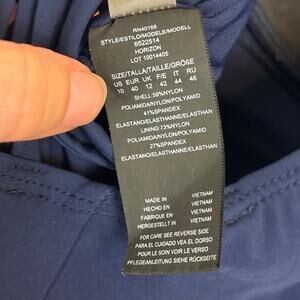 RN40168
STYLE/ESTILO/MODELE/MODELL
6522514
HORIZON
LOT 10014405
SIZE/TALLA/TAILLE/GRÖßE
US EUR UK F/E IT RU
10 40 12 42 44 46
SHELL:59%NYLON
POLIAMIDA/NYLON/POLYAMID
41%SPANDEX
ELASTANO/ELASTHANNE/ELASTHAN
LINING:73%NYLON
POLIAMIDA/NYLON/POLYAMID
27%SPANDEX
ELASTANO/ELASTHANNE/ELASTHAN
MADE IN VIETNAM
HECHO EN VIETNAM
FABRIQUE EN VIETNAM
HERGESTELLT IN VIETNAM
FOR CARE SEE REVERSE SIDE
PARA EL CUIDADO VEA EL DORSO
POUR LE SOIN VOIR LE VERSO
PFLEGEANLEITUNG SIEHE RÜCKSEITE